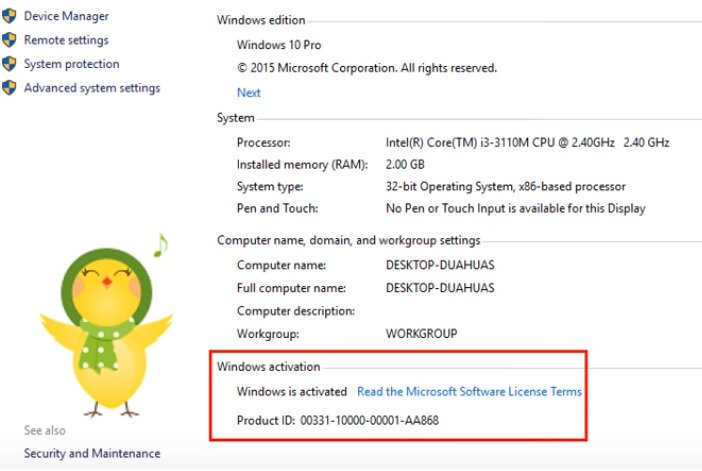 Device Manager
Remote settings
System protection
Advanced system settings
See also
Security and Maintenance
Windows edition
Windows 10 Pro
© 2015 Microsoft Corporation. All rights reserved.
Next
System
Processor: Intel(R) Core(TM) i3-3110M CPU @ 2.40GHz 2.40 GHz
Installed memory (RAM): 2.00 GB
System type: 32-bit Operating System, x86-based processor
Pen and Touch: No Pen or Touch Input is available for this Display
Computer name, domain, and workgroup settings
Computer name: DESKTOP-DUAHUAS
Full computer name: DESKTOP-DUAHUAS
Computer description:
Workgroup: WORKGROUP
Windows activation
Windows is activated Read the Microsoft Software License Terms
Product ID: 00331-10000-00001-AA868